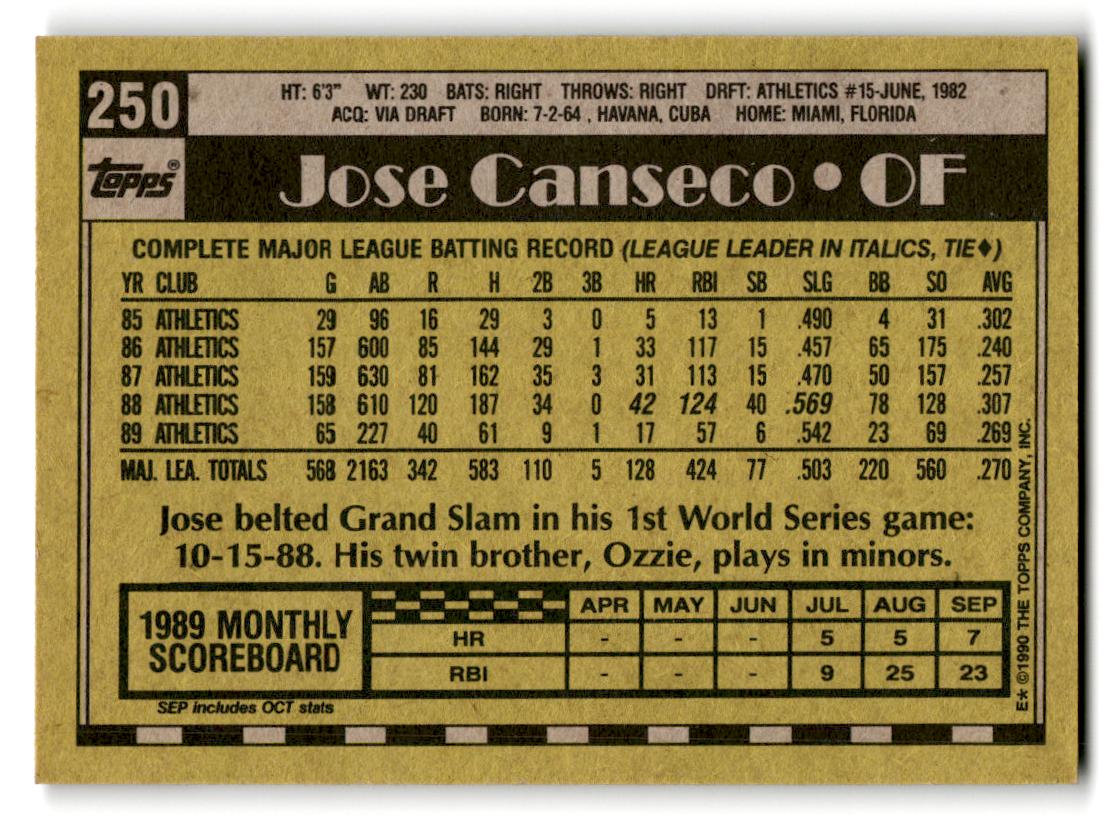 250
HT: 6'3" WT: 230 BATS: RIGHT THROWS: RIGHT DRFT: ATHLETICS #15-JUNE, 1982
ACQ: VIA DRAFT BORN: 7-2-64 , HAVANA, CUBA HOME: MIAMI, FLORIDA
topps®
Jose Canseco • OF
COMPLETE MAJOR LEAGUE BATTING RECORD (LEAGUE LEADER IN ITALICS, TIE♦)
YR CLUB G AB R H 2B 3B HR RBI SB SLG BB SO AVG
85 ATHLETICS 29 96 16 29 3 0 5 13 1 .490 4 31 .302
86 ATHLETICS 157 600 85 144 29 1 33 117 15 .457 65 175 .240
87 ATHLETICS 159 630 81 162 35 3 31 113 15 .470 50 157 .257
88 ATHLETICS 158 610 120 187 34 0 42 124 40 .569 78 128 .307
89 ATHLETICS 65 227 40 61 9 1 17 57 6 .542 23 69 .269
MAJ. LEA. TOTALS 568 2163 342 583 110 5 128 424 77 .503 220 560 .270
Jose belted Grand Slam in his 1st World Series game:
10-15-88. His twin brother, Ozzie, plays in minors.
1989 MONTHLY
SCOREBOARD
APR MAY JUN JUL AUG SEP
HR - - - 5 5 7
RBI - - - 9 25 23
SEP includes OCT stats
E* ©1990 THE TOPPS COMPANY, INC.